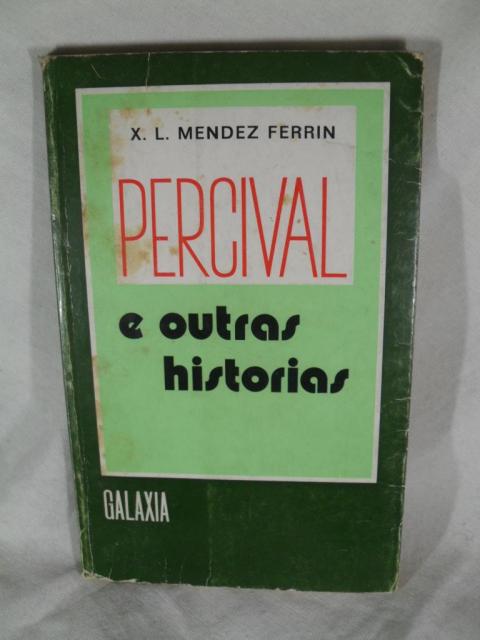 X. L. MENDEZ FERRIN
PERCIVAL
e outras
historias
GALAXIA